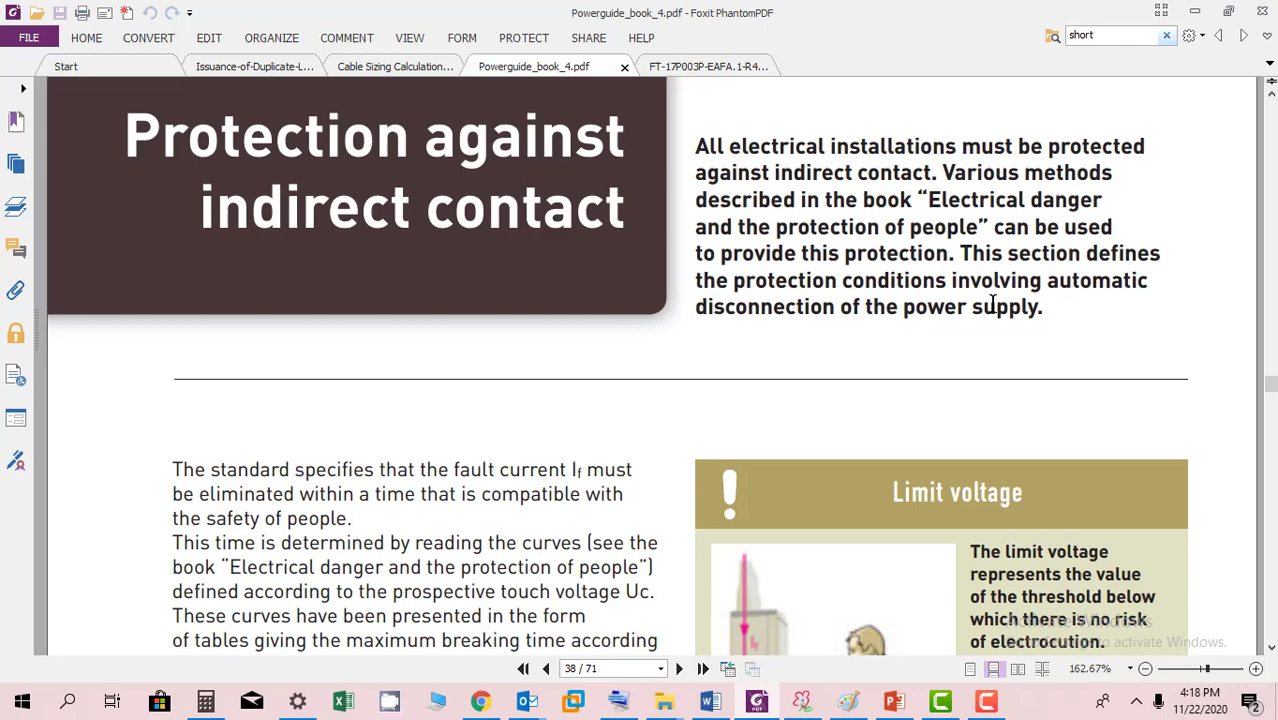 Powerguide_book_4.pdf - Foxit PhantomPDF
FILE HOME CONVERT EDIT ORGANIZE COMMENT VIEW FORM PROTECT SHARE HELP
short
Start
Issuance-of-Duplicate-L...
Cable Sizing Calculation...
Powerguide_book_4.pdf
FT-17P003P-EAFA.1-R4...
Protection against
indirect contact
All electrical installations must be protected
against indirect contact. Various methods
described in the book “Electrical danger
and the protection of people” can be used
to provide this protection. This section defines
the protection conditions involving automatic
disconnection of the power supply.
The standard specifies that the fault current If must
be eliminated within a time that is compatible with
the safety of people.
This time is determined by reading the curves (see the
book “Electrical danger and the protection of people”)
defined according to the prospective touch voltage Uc.
These curves have been presented in the form
of tables giving the maximum breaking time according
! Limit voltage
The limit voltage
represents the value
of the threshold below
which there is no risk
of electrocution.
Activate Windows
38 / 71
162.67%
4:18 PM
11/22/2020
2